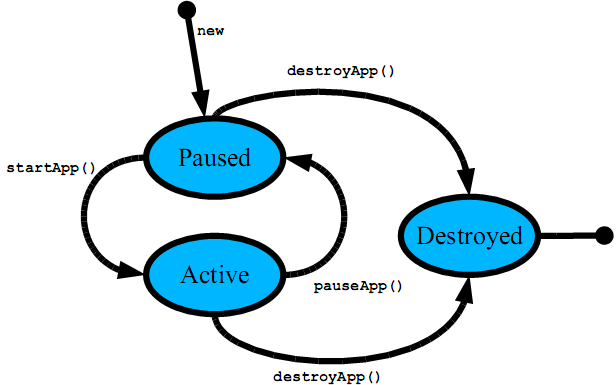 new
destroyApp()
Paused
startApp()
Destroyed
Active
pauseApp()
destroyApp()